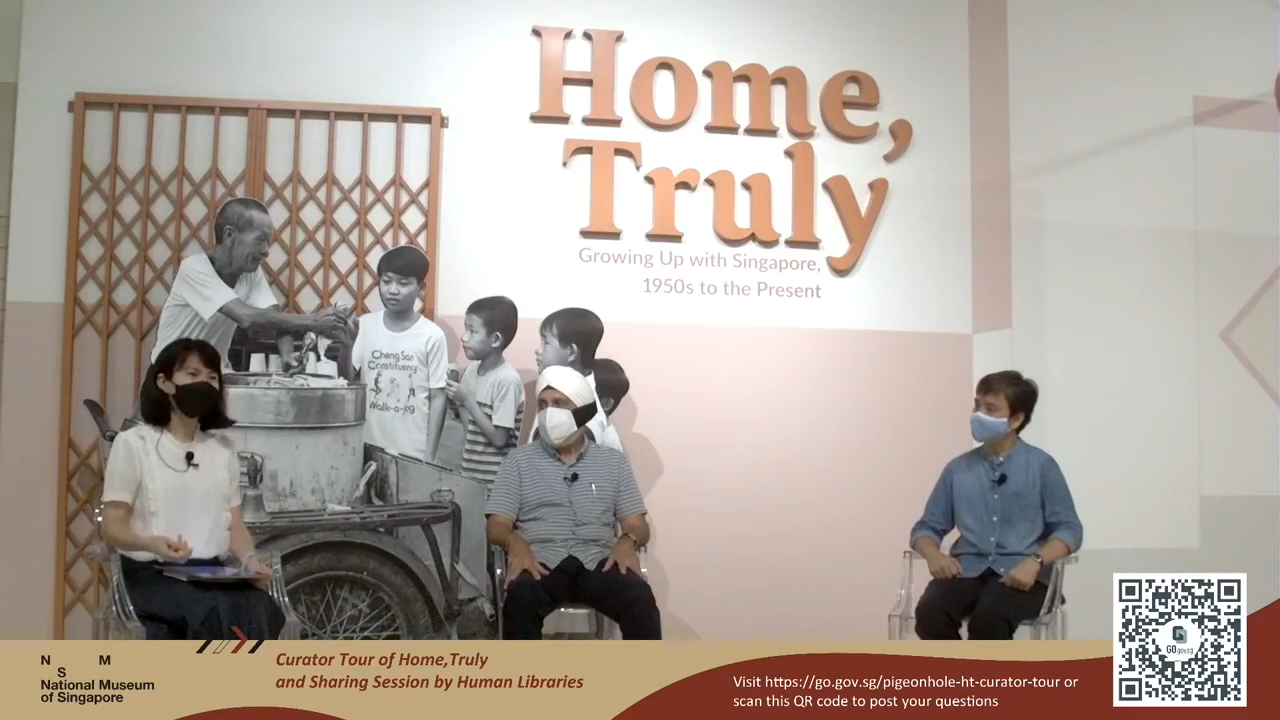 Home,
Truly
Growing Up with Singapore,
1950s to the Present
Cheng San
Constituency
Walk-a-jog
N M
S
National Museum
of Singapore
Curator Tour of Home,Truly
and Sharing Session by Human Libraries
Visit https://go.gov.sg/pigeonhole-ht-curator-tour or
scan this QR code to post your questions
GOgov.sg